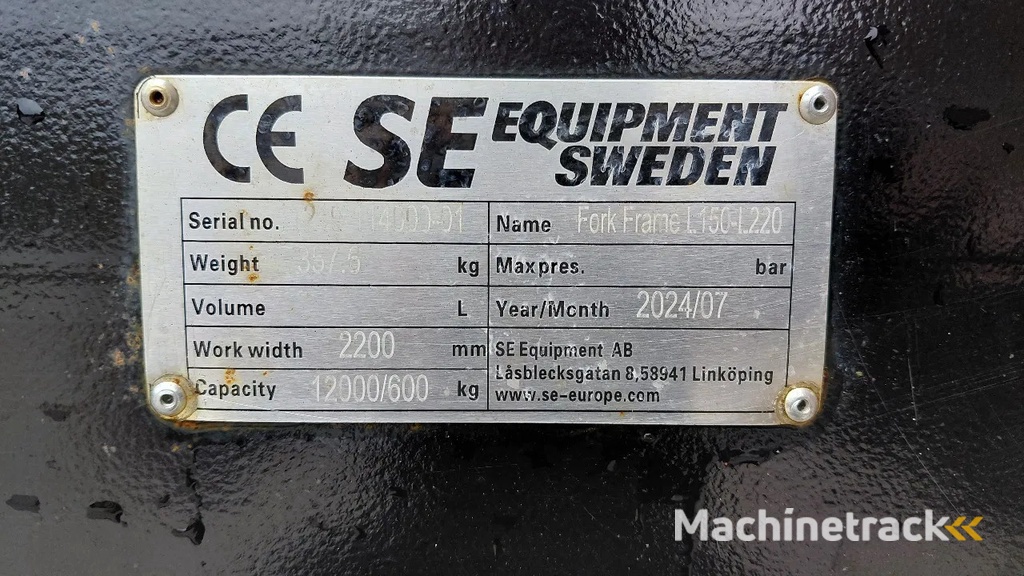 CE SE EQUIPMENT SWEDEN
Serial no. Name Fork Frame L150-L220
Weight kg Max pres. bar
Volume L Year/Month 2024/07
Work width 2200 mm SE Equipment AB
Låsblecksgatan 8,58941 Linköping
Capacity 12000/600 kg www.se-europe.com
Machinetrack